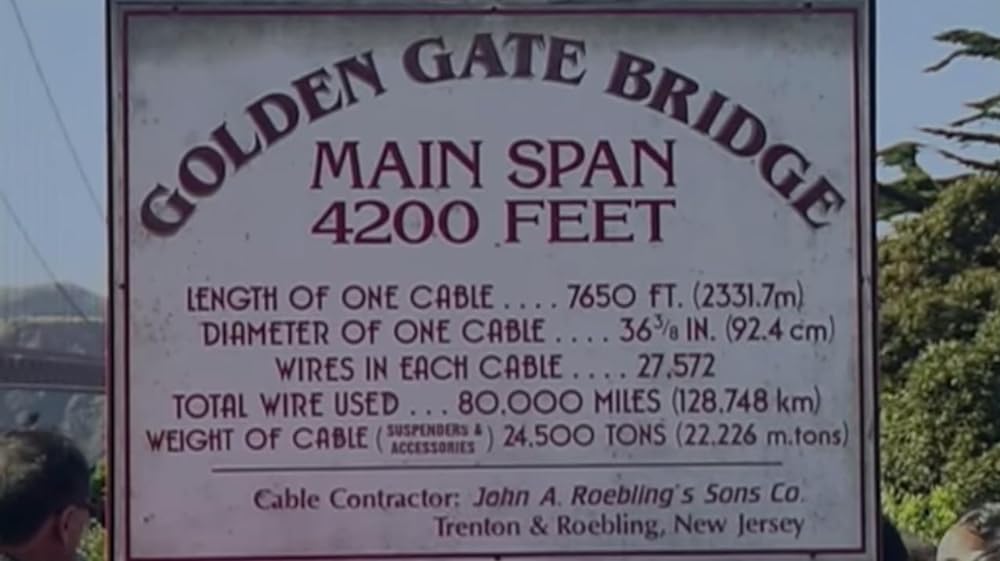 GOLDEN GATE BRIDGE
MAIN SPAN
4200 FEET
LENGTH OF ONE CABLE .... 7650 FT. (2331.7m)
DIAMETER OF ONE CABLE .... 36 3/8 IN. (92.4 cm)
WIRES IN EACH CABLE .... 27,572
TOTAL WIRE USED ... 80,000 MILES (128,748 km)
WEIGHT OF CABLE (SUSPENDERS & ACCESSORIES) 24,500 TONS (22,226 m.tons)
Cable Contractor: John A. Roebling's Sons Co.
Trenton & Roebling, New Jersey